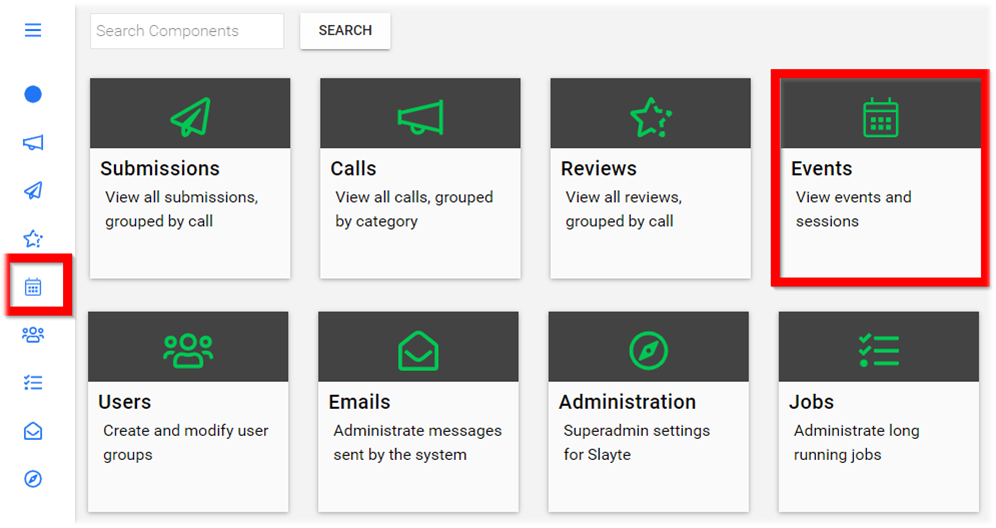 Search Components
SEARCH
Submissions
View all submissions,
grouped by call
Calls
View all calls, grouped
by category
Reviews
View all reviews,
grouped by call
Events
View events and
sessions
Users
Create and modify user
groups
Emails
Administrate messages
sent by the system
Administration
Superadmin settings
for Slayte
Jobs
Administrate long
running jobs